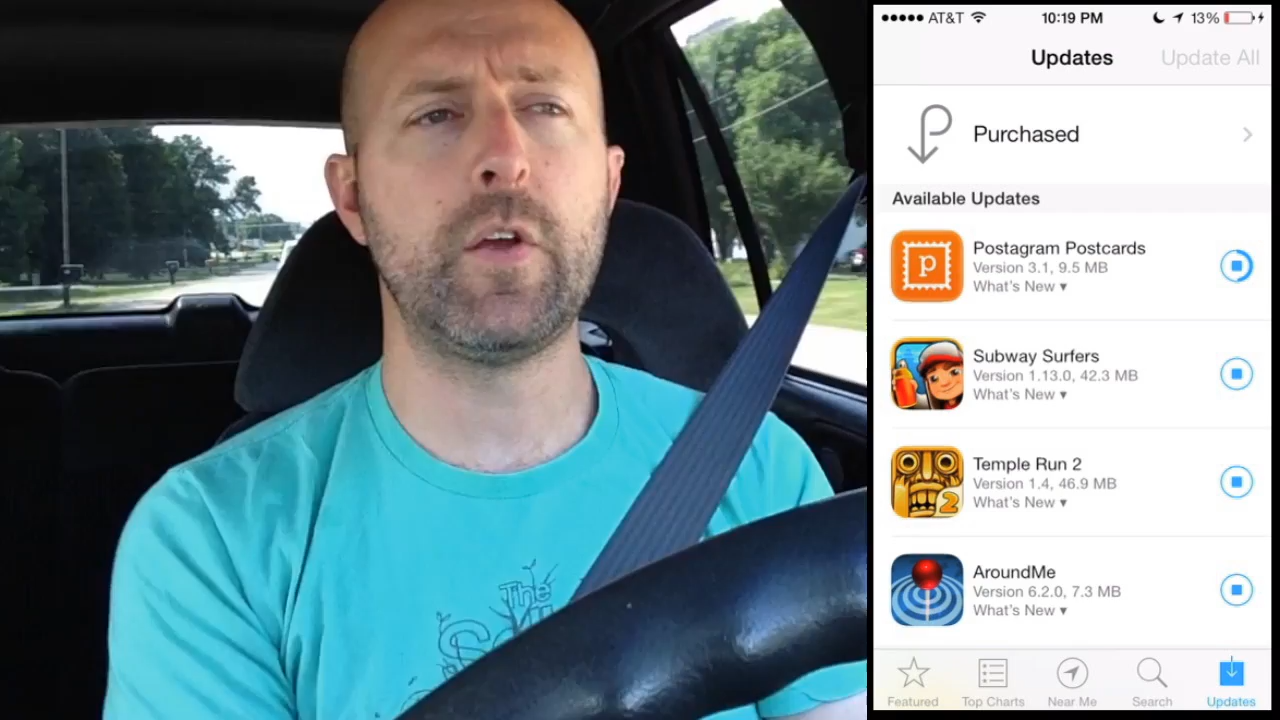 AT&T 10:19 PM 13%
Updates Update All
Purchased
Available Updates
p
Postagram Postcards
Version 3.1, 9.5 MB
What's New ▾
Subway Surfers
Version 1.13.0, 42.3 MB
What's New ▾
Temple Run 2
Version 1.4, 46.9 MB
What's New ▾
2
AroundMe
Version 6.2.0, 7.3 MB
What's New ▾
Featured Top Charts Near Me Search Updates
The